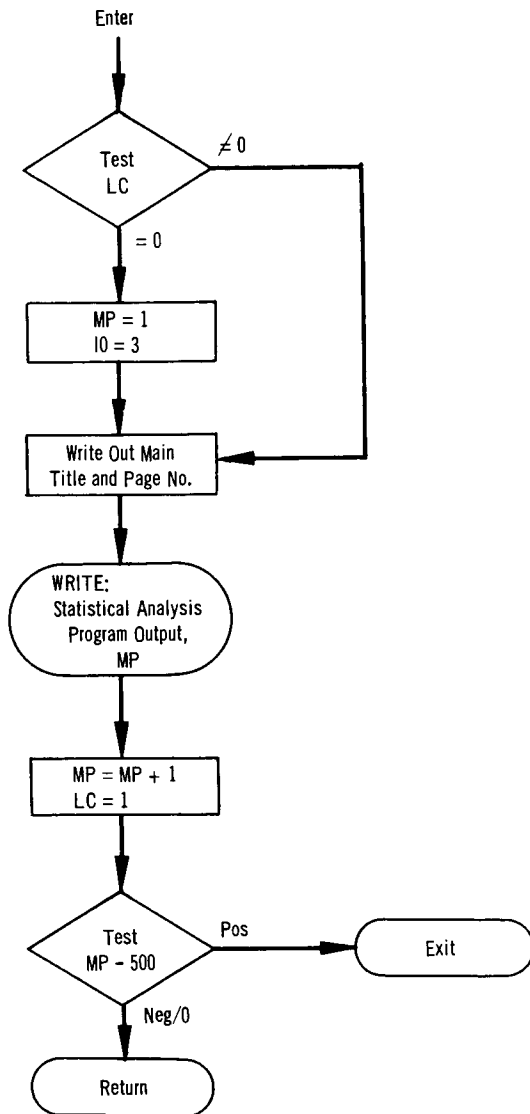 Enter
Test
LC
≠0
= 0
MP = 1
IO = 3
Write Out Main
Title and Page No.
WRITE:
Statistical Analysis
Program Output,
MP
MP = MP + 1
LC = 1
Test
MP - 500
Pos
Exit
Neg/0
Return